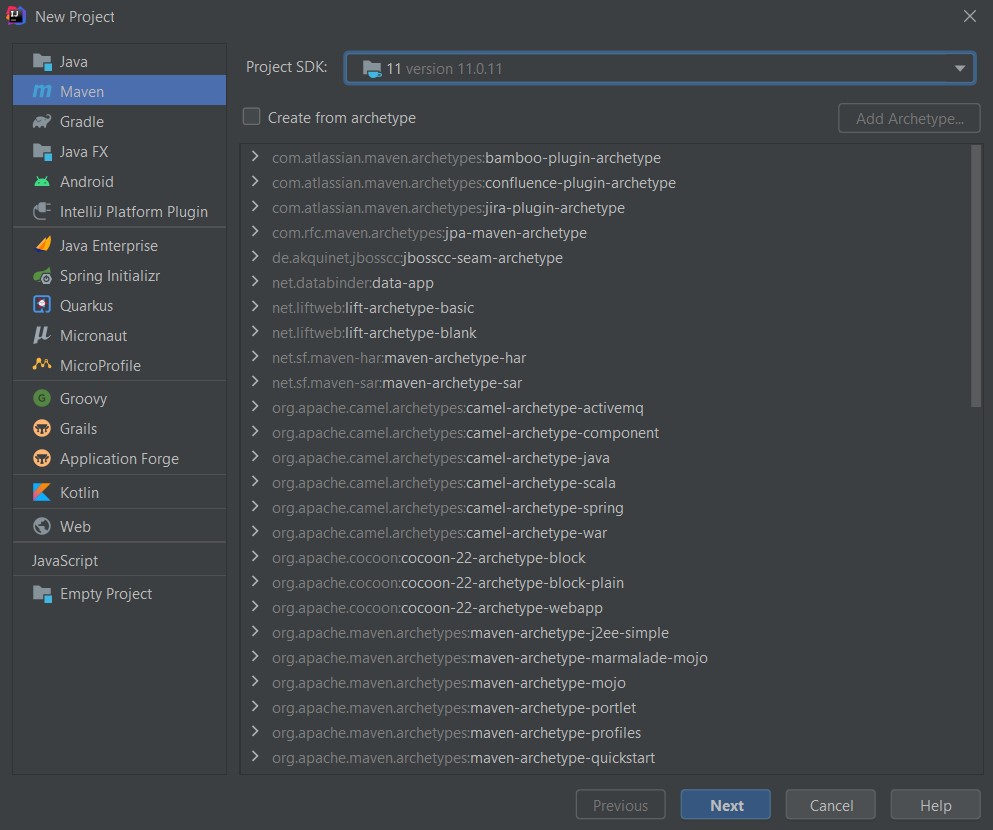 New Project
Java
Maven
Gradle
Java FX
Android
IntelliJ Platform Plugin
Java Enterprise
Spring Initializr
Quarkus
Micronaut
MicroProfile
Groovy
Grails
Application Forge
Kotlin
Web
JavaScript
Empty Project
Project SDK: 11 version 11.0.11
Create from archetype
Add Archetype...
com.atlassian.maven.archetypes:bamboo-plugin-archetype
com.atlassian.maven.archetypes:confluence-plugin-archetype
com.atlassian.maven.archetypes:jira-plugin-archetype
com.rfc.maven.archetypes:jpa-maven-archetype
de.akquinet.jbosscc:jbosscc-seam-archetype
net.databinder:data-app
net.liftweb:lift-archetype-basic
net.liftweb:lift-archetype-blank
net.sf.maven-har:maven-archetype-har
net.sf.maven-sar:maven-archetype-sar
org.apache.camel.archetypes:camel-archetype-activemq
org.apache.camel.archetypes:camel-archetype-component
org.apache.camel.archetypes:camel-archetype-java
org.apache.camel.archetypes:camel-archetype-scala
org.apache.camel.archetypes:camel-archetype-spring
org.apache.camel.archetypes:camel-archetype-war
org.apache.cocoon:cocoon-22-archetype-block
org.apache.cocoon:cocoon-22-archetype-block-plain
org.apache.cocoon:cocoon-22-archetype-webapp
org.apache.maven.archetypes:maven-archetype-j2ee-simple
org.apache.maven.archetypes:maven-archetype-marmalade-mojo
org.apache.maven.archetypes:maven-archetype-mojo
org.apache.maven.archetypes:maven-archetype-portlet
org.apache.maven.archetypes:maven-archetype-profiles
org.apache.maven.archetypes:maven-archetype-quickstart
Previous
Next
Cancel
Help